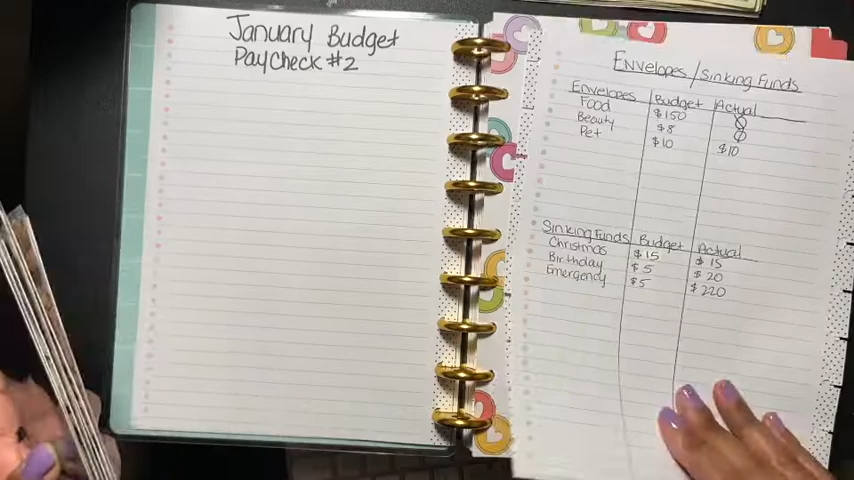 January Budget
PayCheck #2
Envelopes/Sinking Funds
Envelopes Budget Actual
Food $150 0
Beauty $8 0
Pet $10 $10
Sinking Funds Budget Actual
Christmas $15 $15
Birthday $5 $20
Emergency $5 $220